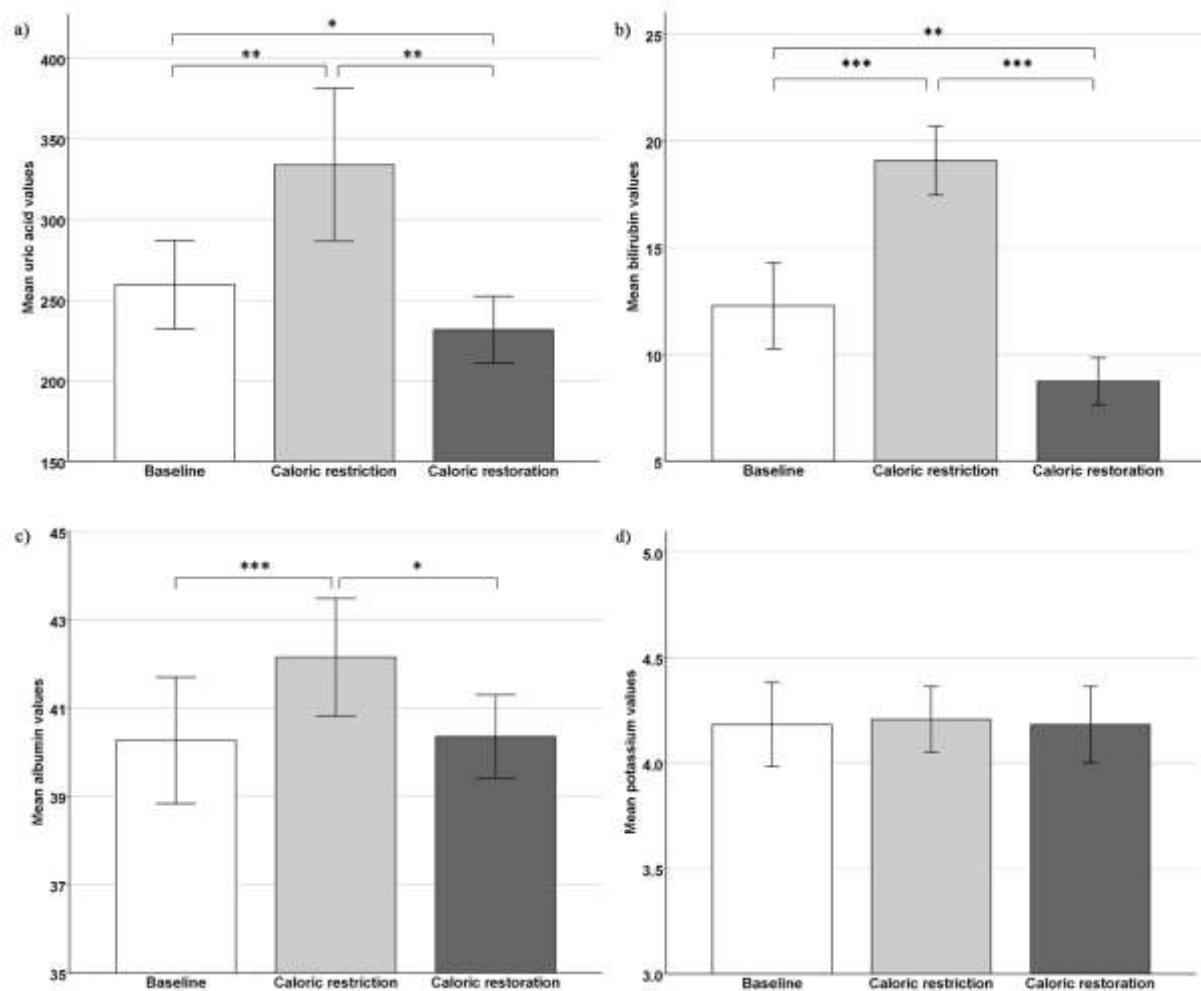 a)
*
**
**
400
350
300
250
200
150
Mean uric acid values
Baseline
Caloric restriction
Caloric restoration
b)
**
***
***
25
20
15
10
5
Mean bilirubin values
Baseline
Caloric restriction
Caloric restoration
c)
***
*
45
43
41
39
37
35
Mean albumin values
Baseline
Caloric restriction
Caloric restoration
d)
5.0
4.5
4.0
3.5
3.0
Mean potassium values
Baseline
Caloric restriction
Caloric restoration